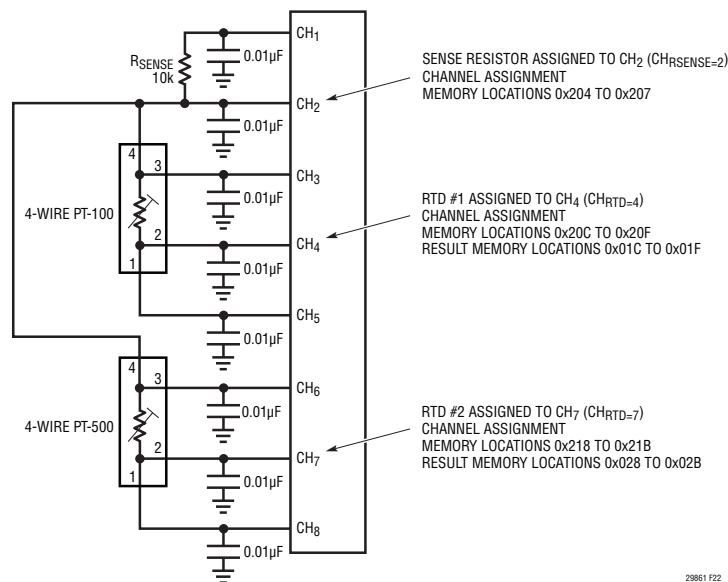 CH1
0.01µF
RSENSE
10k
CH2
0.01µF
SENSE RESISTOR ASSIGNED TO CH2 (CHRSENSE=2)
CHANNEL ASSIGNMENT
MEMORY LOCATIONS 0x204 TO 0x207
4
3
CH3
0.01µF
4-WIRE PT-100
2
CH4
0.01µF
1
RTD #1 ASSIGNED TO CH4 (CHRTD=4)
CHANNEL ASSIGNMENT
MEMORY LOCATIONS 0x20C TO 0x20F
RESULT MEMORY LOCATIONS 0x01C TO 0x01F
CH5
0.01µF
4
3
CH6
0.01µF
4-WIRE PT-500
2
CH7
0.01µF
1
RTD #2 ASSIGNED TO CH7 (CHRTD=7)
CHANNEL ASSIGNMENT
MEMORY LOCATIONS 0x218 TO 0x21B
RESULT MEMORY LOCATIONS 0x028 TO 0x02B
CH8
0.01µF
29861 F22